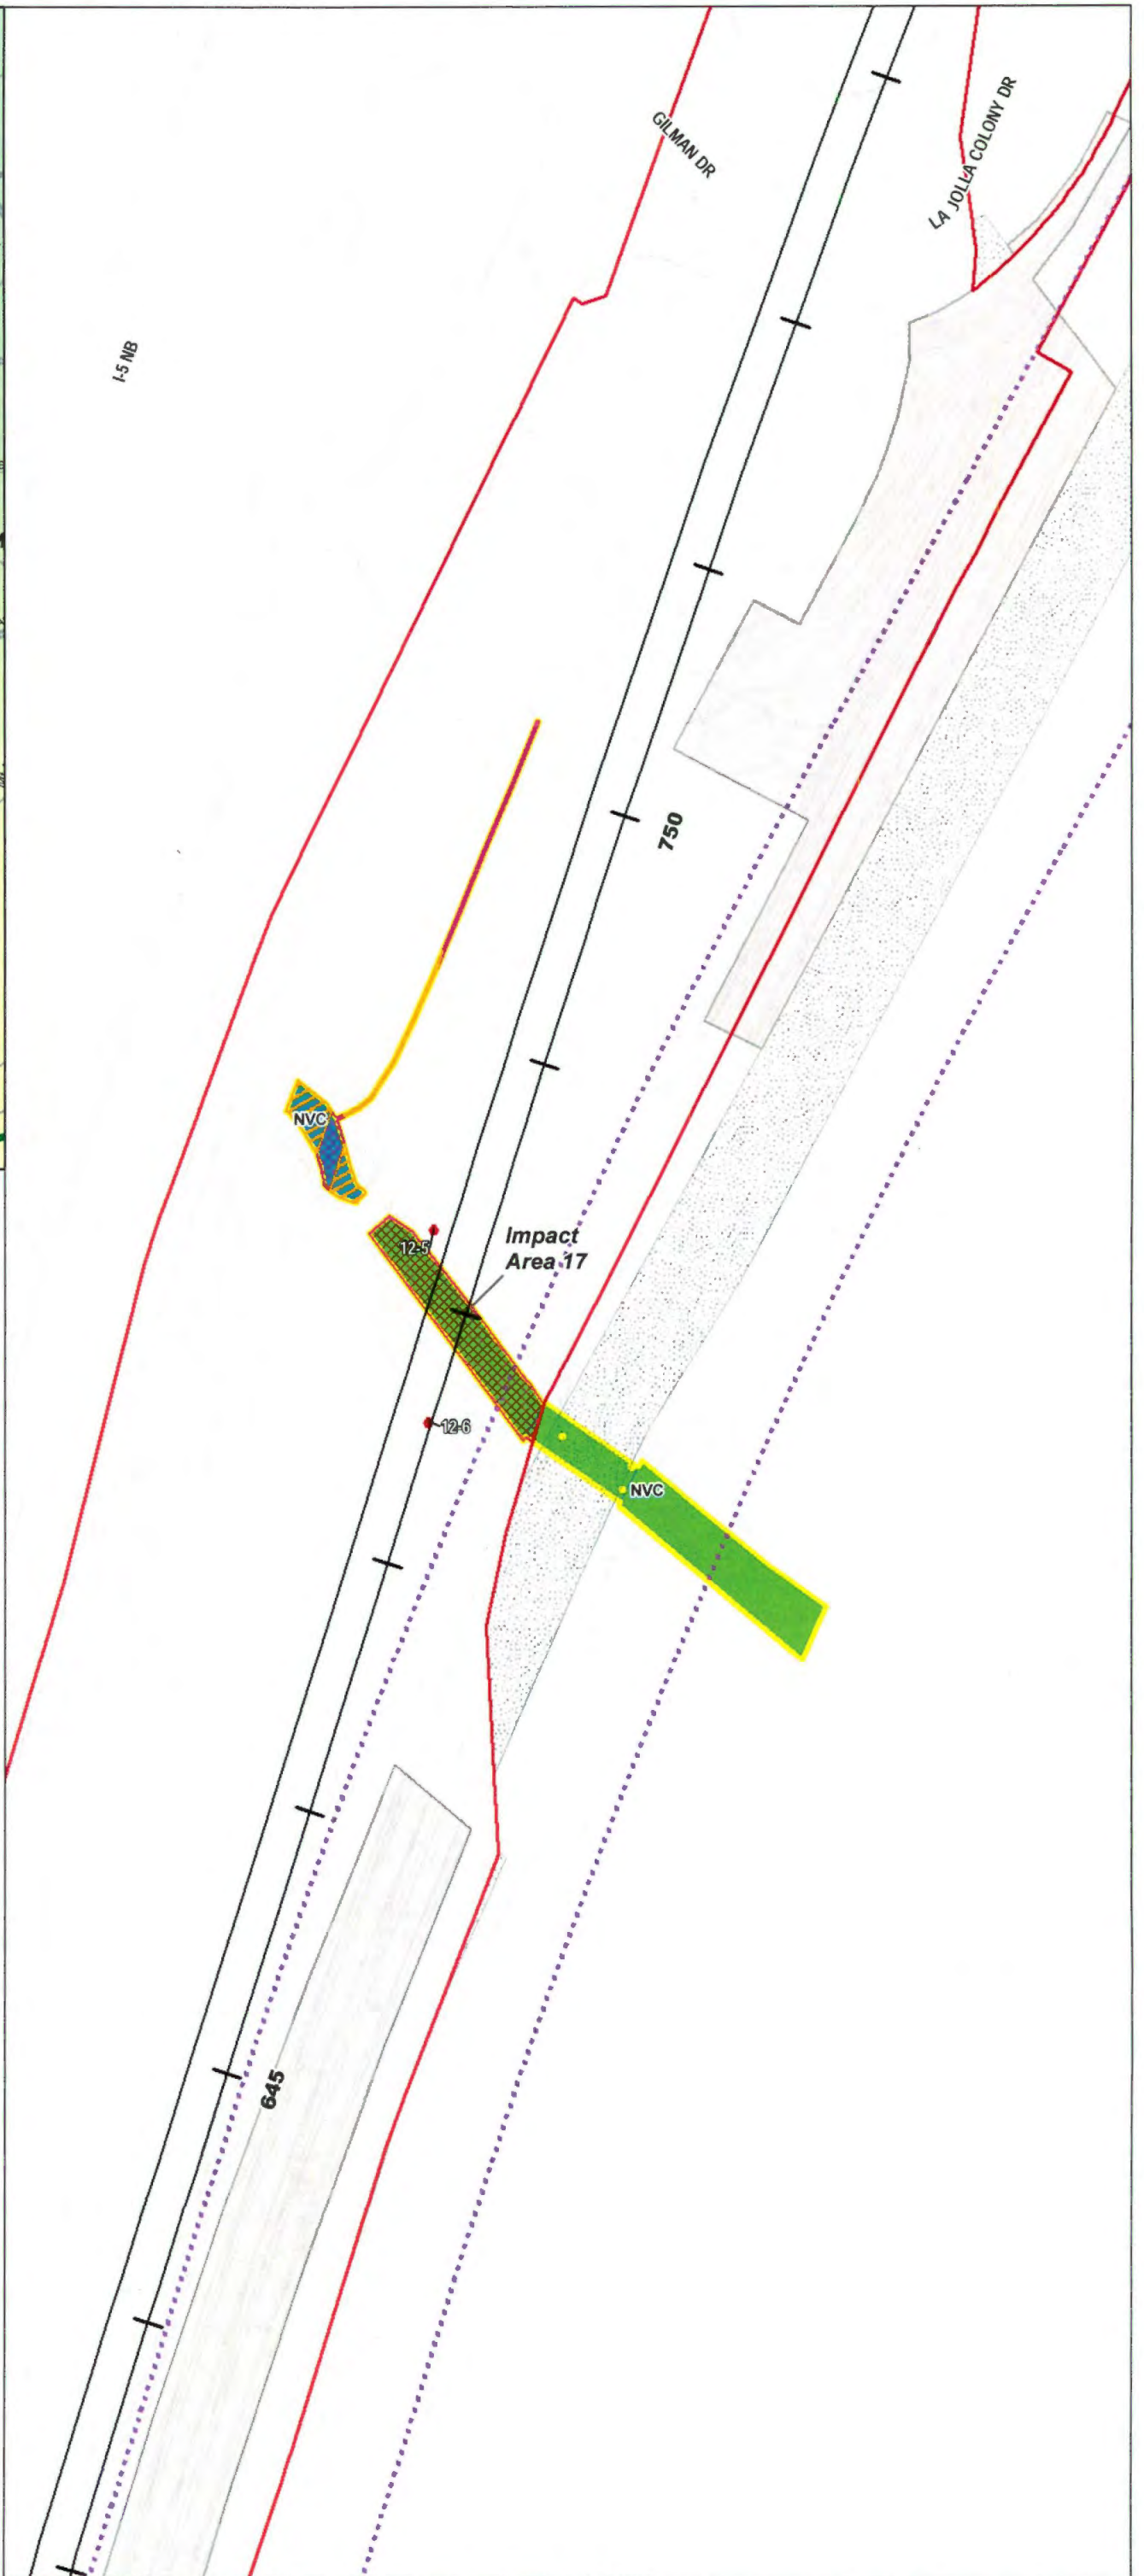 GILMAN DR
LA JOLLA COLONY DR
I-5 NB
750
NVC
Impact
Area 17
12-5
12-6
NVC
645